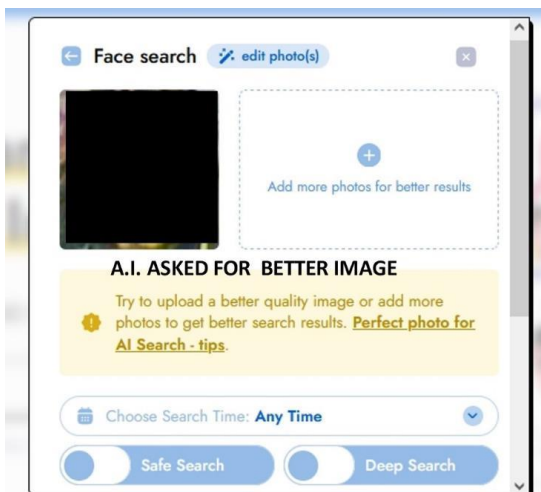 Face search edit photo(s)
Add more photos for better results
A.I. ASKED FOR BETTER IMAGE
Try to upload a better quality image or add more
photos to get better search results. Perfect photo for
AI Search - tips.
Choose Search Time: Any Time
Safe Search Deep Search